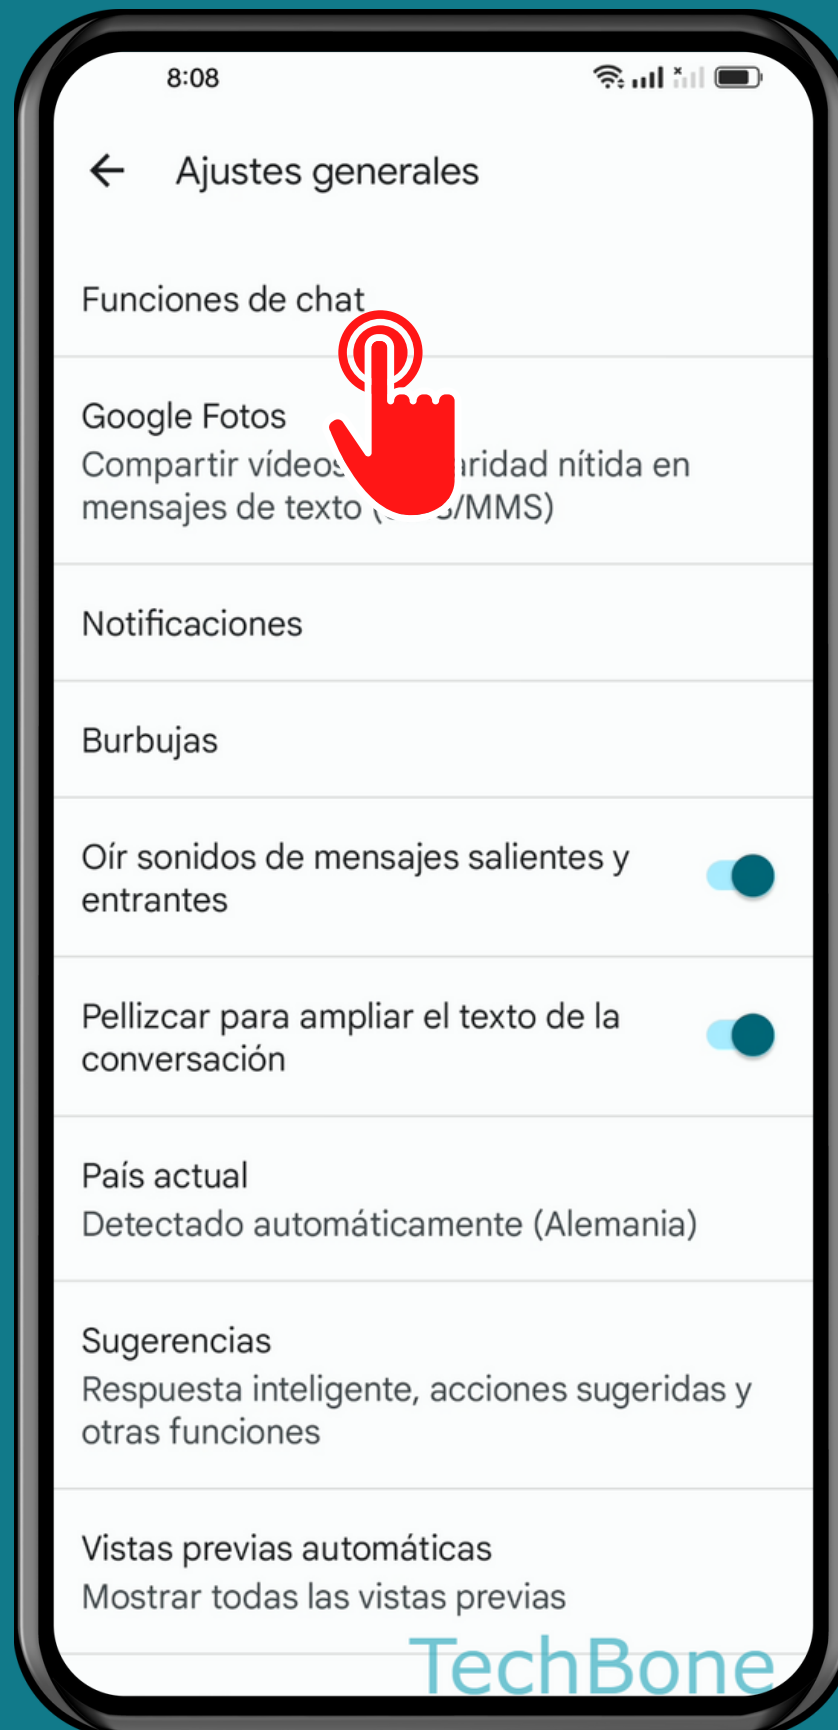 8:08
Ajustes generales
Funciones de chat
Google Fotos
Compartir vídeos nítida en
mensajes de texto /MMS)
Notificaciones
Burbujas
Oír sonidos de mensajes salientes y
entrantes
Pellizcar para ampliar el texto de la
conversación
País actual
Detectado automáticamente (Alemania)
Sugerencias
Respuesta inteligente, acciones sugeridas y
otras funciones
Vistas previas automáticas
Mostrar todas las vistas previas
TechBone